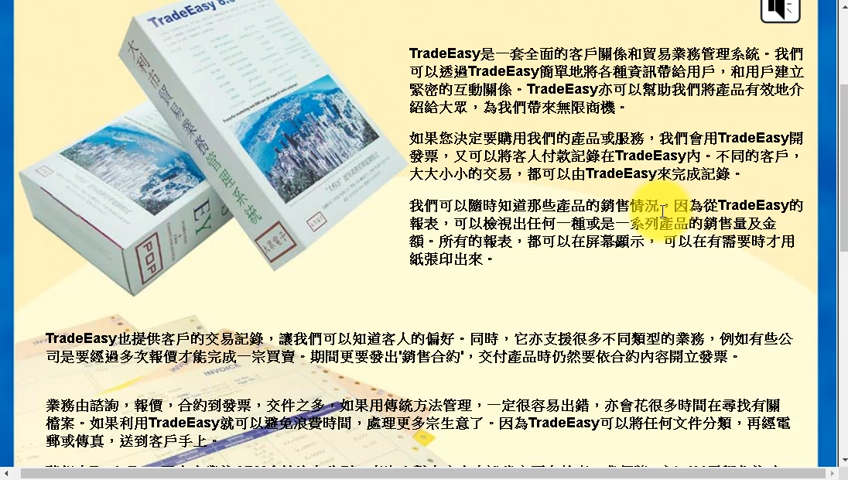 TradeEasy 8.0
大利市貿易業務管理系統
大眾電子
POP
EY
INVOICE
TradeEasy是一套全面的客戶關係和貿易業務管理系統。我們
可以透過TradeEasy簡單地將各種資訊帶給用戶，和用戶建立
緊密的互動關係。TradeEasy亦可以幫助我們將產品有效地介
紹給大眾，為我們帶來無限商機。
如果您決定要購用我們的產品或服務，我們會用TradeEasy開
發票，又可以將客人付款記錄在TradeEasy內。不同的客戶，
大大小小的交易，都可以由TradeEasy來完成記錄。
我們可以隨時知道那些產品的銷售情況，因為從TradeEasy的
報表，可以檢視出任何一種或是一系列產品的銷售量及金
額。所有的報表，都可以在屏幕顯示， 可以在有需要時才用
紙張印出來。
TradeEasy也提供客戶的交易記錄，讓我們可以知道客人的偏好。同時，它亦支援很多不同類型的業務，例如有些公
司是要經過多次報價才能完成一宗買賣。期間更要發出'銷售合約'，交付產品時仍然要依合約內容開立發票。
業務由諮詢，報價，合約到發票，交件之多，如果用傳統方法管理，一定很容易出錯，亦會花很多時間在尋找有關
檔案。如果利用TradeEasy就可以避免浪費時間，處理更多宗生意了。因為TradeEasy可以將任何文件分類，再經電
郵或傳真，送到客戶手上。